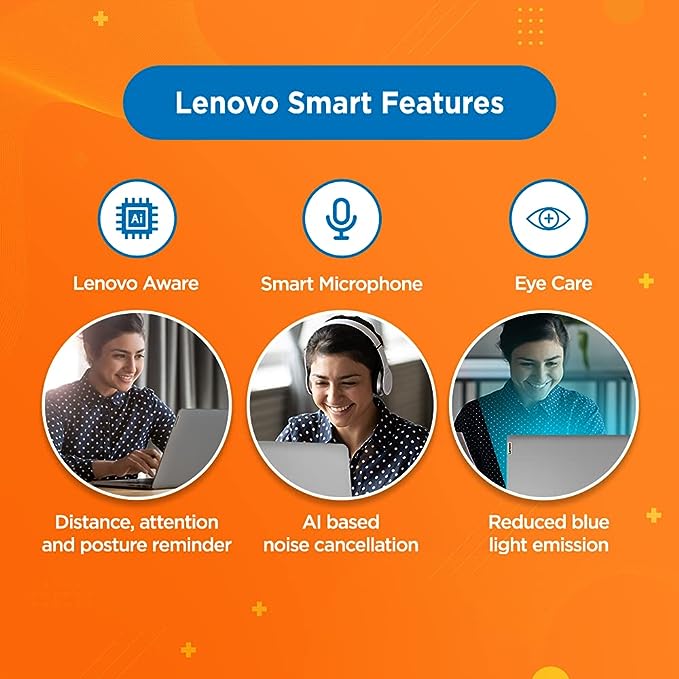 Lenovo Smart Features
Ai
Lenovo Aware
Smart Microphone
Eye Care
Distance, attention
and posture reminder
AI based
noise cancellation
Reduced blue
light emission